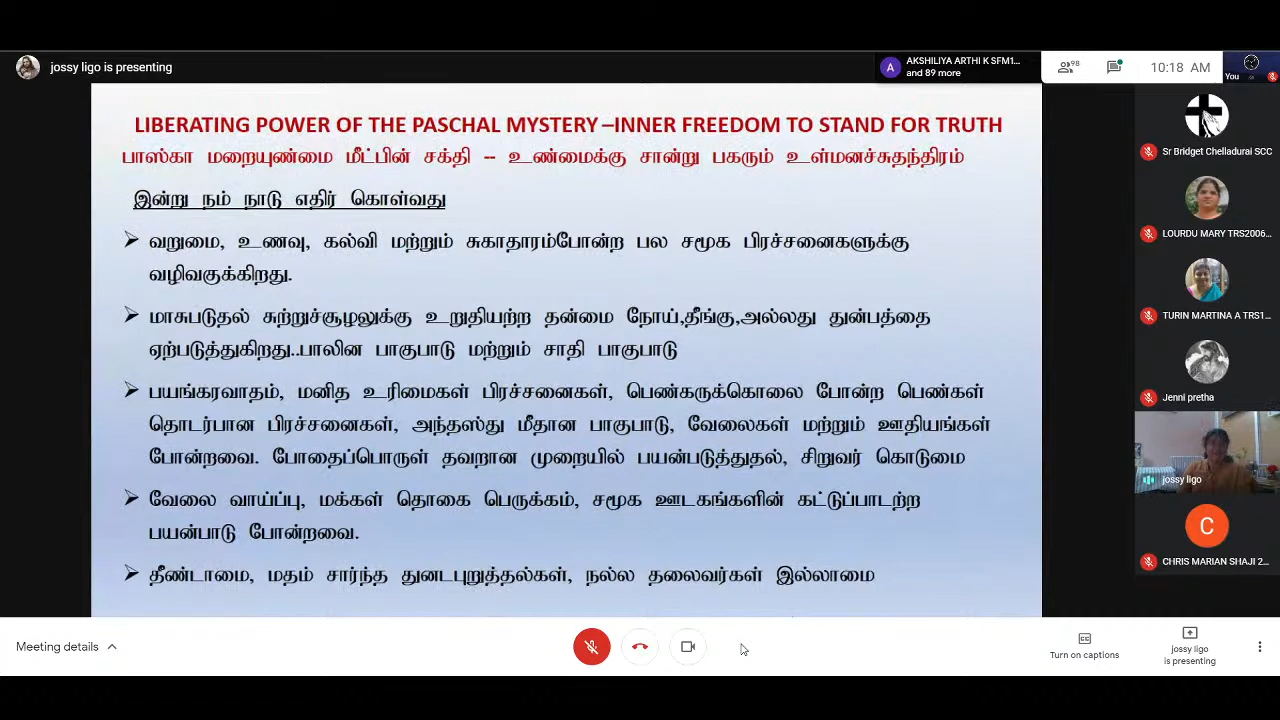 jossy ligo is presenting
AKSHILIYA ARTHI K SFM1...
and 89 more
98
10:18 AM
You
LIBERATING POWER OF THE PASCHAL MYSTERY –INNER FREEDOM TO STAND FOR TRUTH
பாஸ்கா மறையுண்மை மீட்பின் சக்தி -- உண்மைக்கு சான்று பகரும் உள்மனச்சுதந்திரம்
இன்று நம் நாடு எதிர் கொள்வது
➢ வறுமை, உணவு, கல்வி மற்றும் சுகாதாரம்போன்ற பல சமூக பிரச்சனைகளுக்கு
வழிவகுக்கிறது.
➢ மாசுபடுதல் சுற்றுச்சூழலுக்கு உறுதியற்ற தன்மை நோய்,தீங்கு,அல்லது துன்பத்தை
ஏற்படுத்துகிறது..பாலின பாகுபாடு மற்றும் சாதி பாகுபாடு
➢ பயங்கரவாதம், மனித உரிமைகள் பிரச்சனைகள், பெண்கருக்கொலை போன்ற பெண்கள்
தொடர்பான பிரச்சனைகள், அந்தஸ்து மீதான பாகுபாடு, வேலைகள் மற்றும் ஊதியங்கள்
போன்றவை. போதைப்பொருள் தவறான முறையில் பயன்படுத்துதல், சிறுவர் கொடுமை
➢ வேலை வாய்ப்பு, மக்கள் தொகை பெருக்கம், சமூக ஊடகங்களின் கட்டுப்பாடற்ற
பயன்பாடு போன்றவை.
➢ தீண்டாமை, மதம் சார்ந்த துனடபுறுத்தல்கள், நல்ல தலைவர்கள் இல்லாமை
Sr Bridget Chelladurai SCC
LOURDU MARY TRS2006...
TURIN MARTINA A TRS1...
Jenni pretha
jossy ligo
C
CHRIS MARIAN SHAJI 2...
Meeting details
Turn on captions
jossy ligo
is presenting